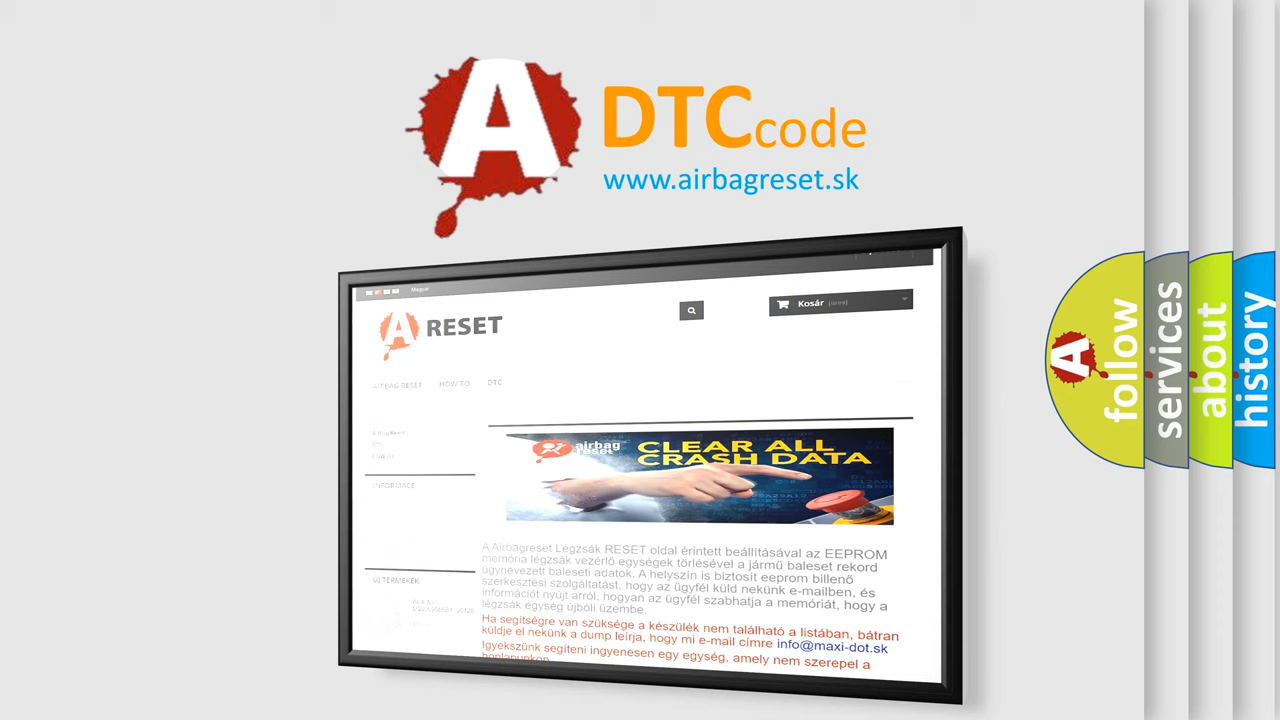 A DTC code
www.airbagreset.sk
Magyar
A RESET
Kosár (üres)
AIRBAG RESET HOW TO DTC
INFORMACE
ÚJ TERMÉKEK
airbag
reset
CLEAR ALL
CRASH DATA
A Airbagreset Légzsák RESET oldal érintett beállításával az EEPROM
memória légzsák vezérlő egységek törlésével a jármű baleset rekord
úgynevezett baleseti adatok. A helyszín is biztosít eeprom billenő
szerkesztési szolgáltatást, hogy az ügyfél küld nekünk e-mailben, és
információt nyújt arról, hogyan az ügyfél szabhatja a memóriát, hogy a
légzsák egység újbóli üzembe.
Ha segítségre van szüksége a készülék nem található a listában, bátran
küldje el nekünk a dump leírja, hogy mi e-mail címre info@maxi-dot.sk
Igyekszünk segíteni ingyenesen egy egység, amely nem szerepel a
honlapunkon
A follow
services
about
history